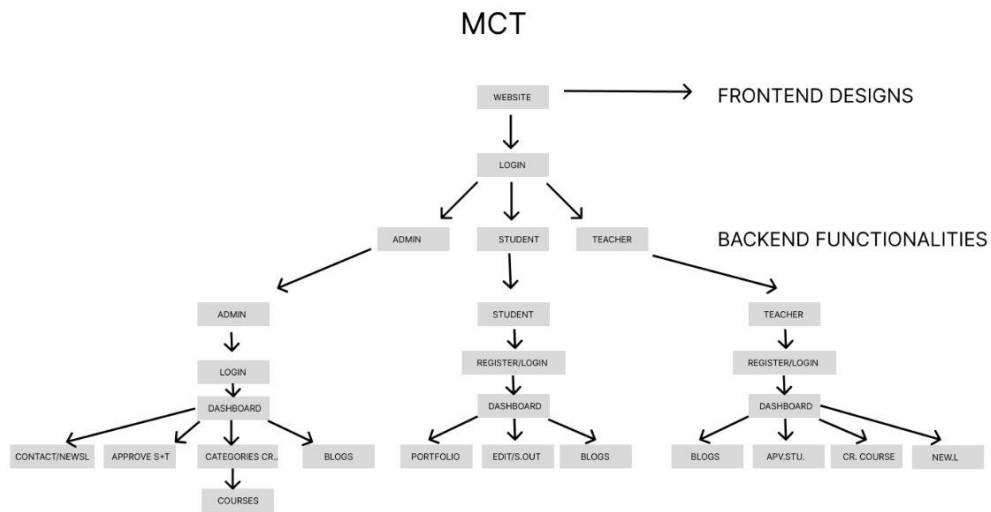 MCT
WEBSITE
FRONTEND DESIGNS
LOGIN
ADMIN
STUDENT
TEACHER
BACKEND FUNCTIONALITIES
ADMIN
STUDENT
TEACHER
LOGIN
REGISTER/LOGIN
REGISTER/LOGIN
DASHBOARD
DASHBOARD
DASHBOARD
CONTACT/NEWSL
APPROVE S+T
CATEGORIES CR..
BLOGS
PORTFOLIO
EDIT/S.OUT
BLOGS
BLOGS
APV.STU.
CR. COURSE
NEW.L
COURSES